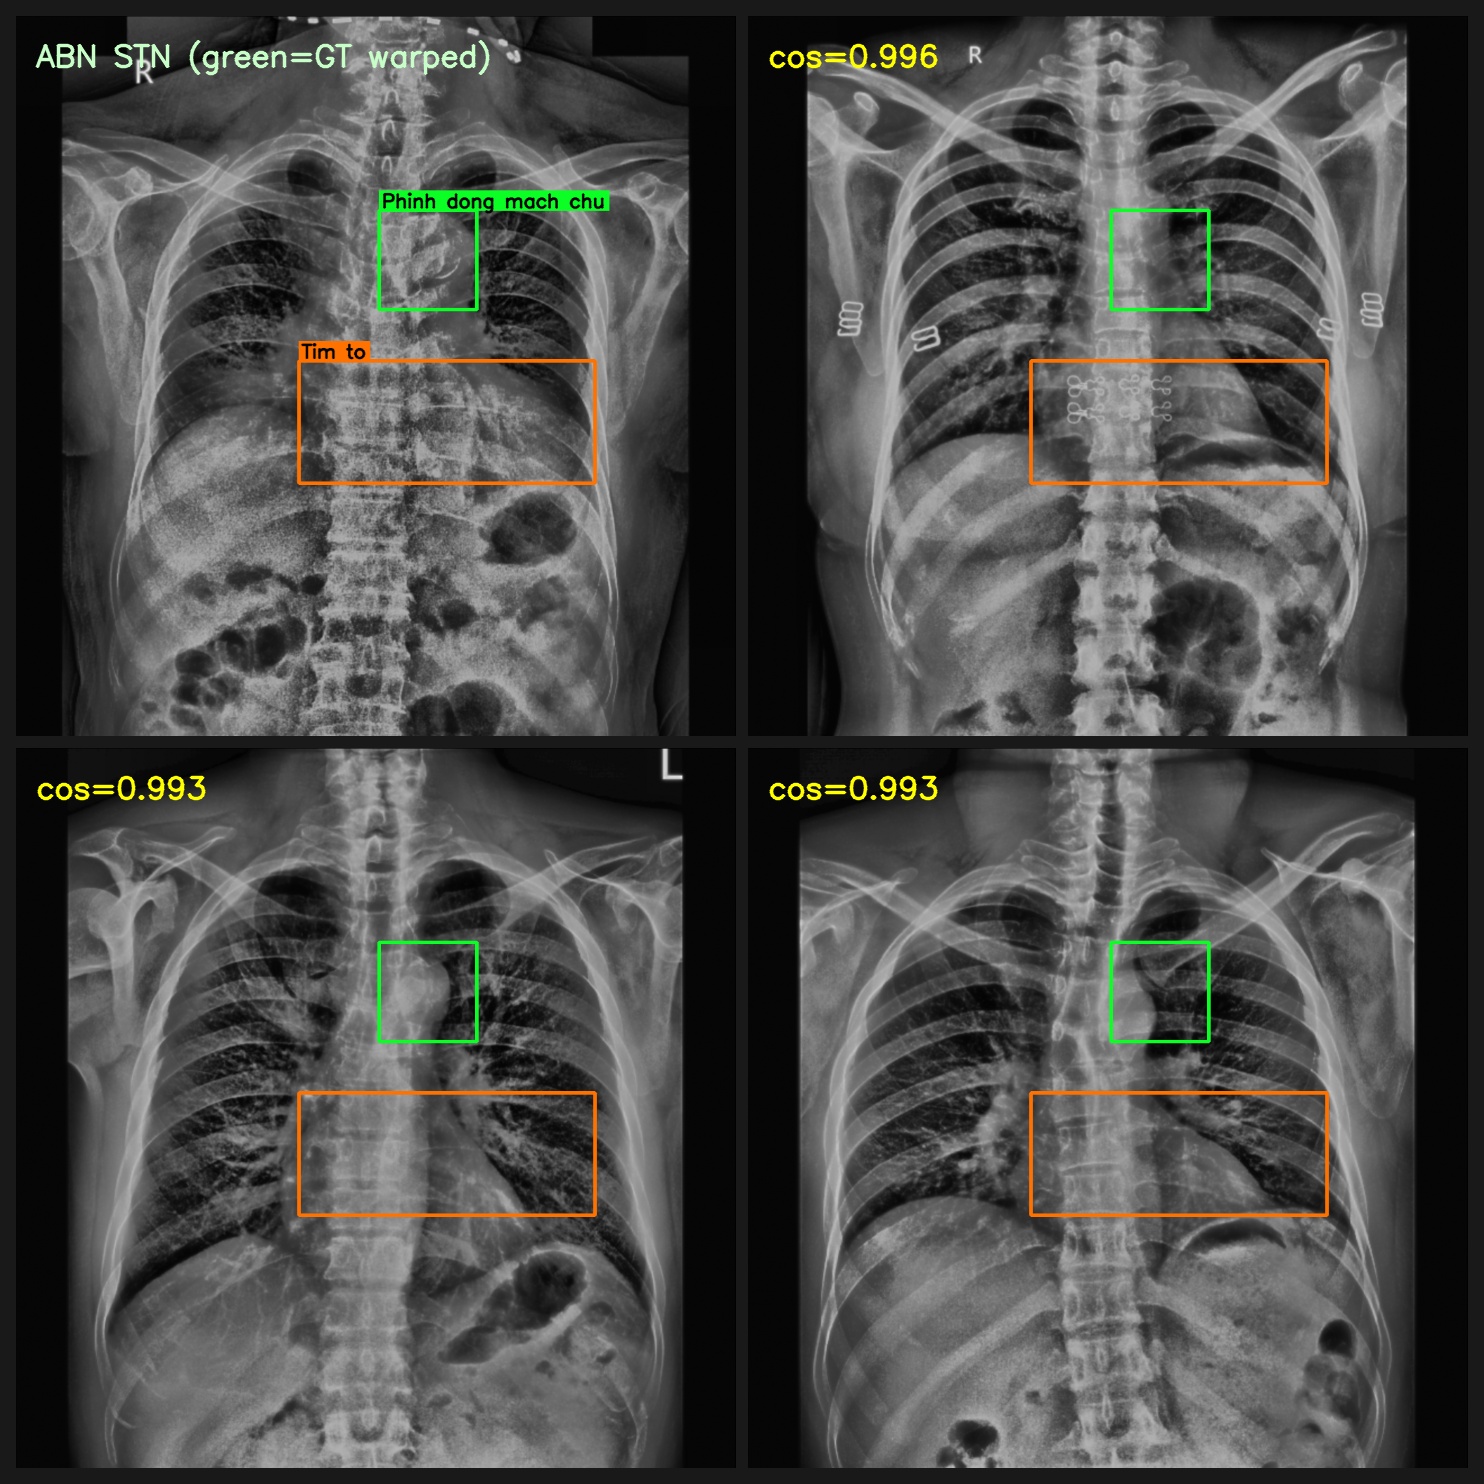 ABN STN (green=GT warped)
R
Phinh dong mach chu
Tim to
cos=0.996
R
cos=0.993
L
cos=0.993